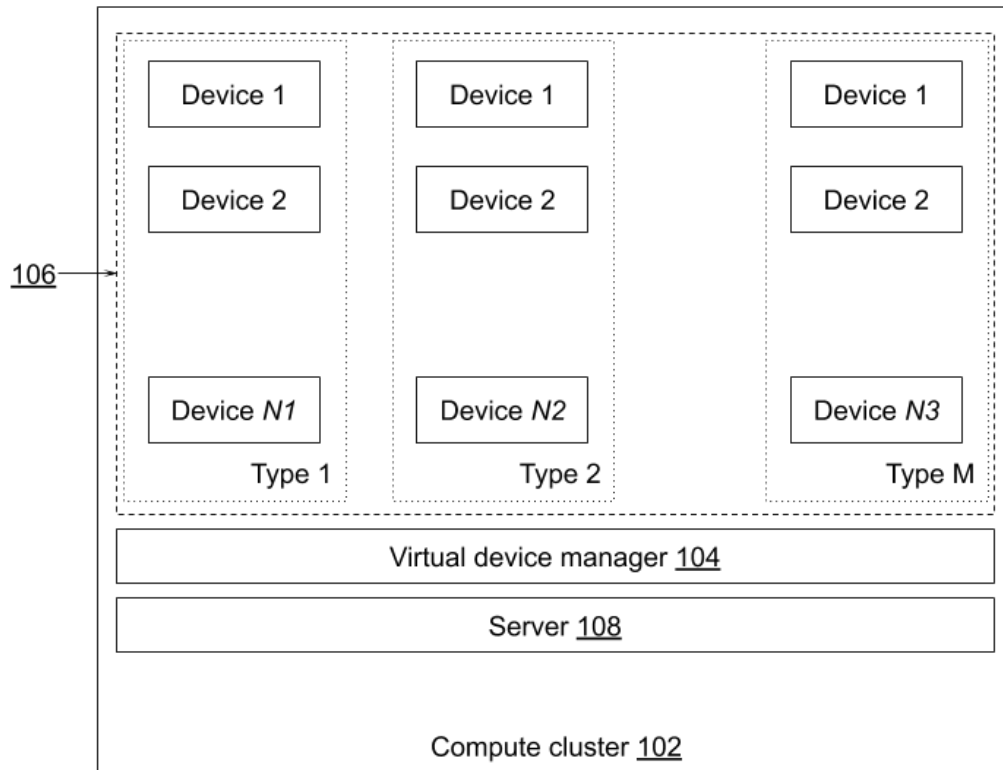 Device 1 Device 1 Device 1
Device 2 Device 2 Device 2
106
Device N1 Device N2 Device N3
Type 1 Type 2 Type M
Virtual device manager 104
Server 108
Compute cluster 102